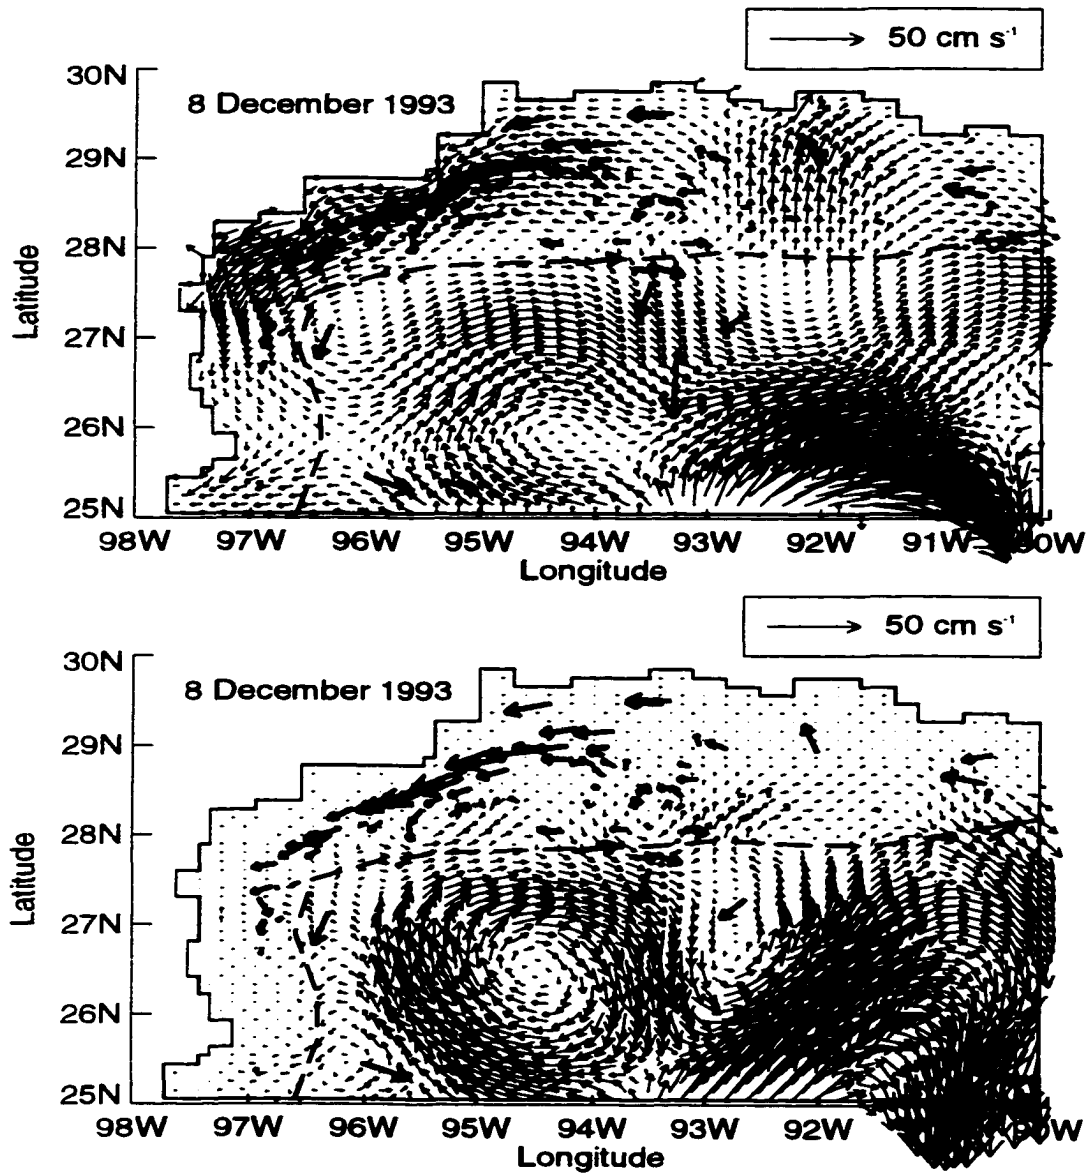 50 cm s⁻¹
30N
8 December 1993
29N
28N
27N
26N
25N
Latitude
98W 97W 96W 95W 94W 93W 92W 91W 90W
Longitude
50 cm s⁻¹
30N
8 December 1993
29N
28N
27N
26N
25N
Latitude
98W 97W 96W 95W 94W 93W 92W
Longitude